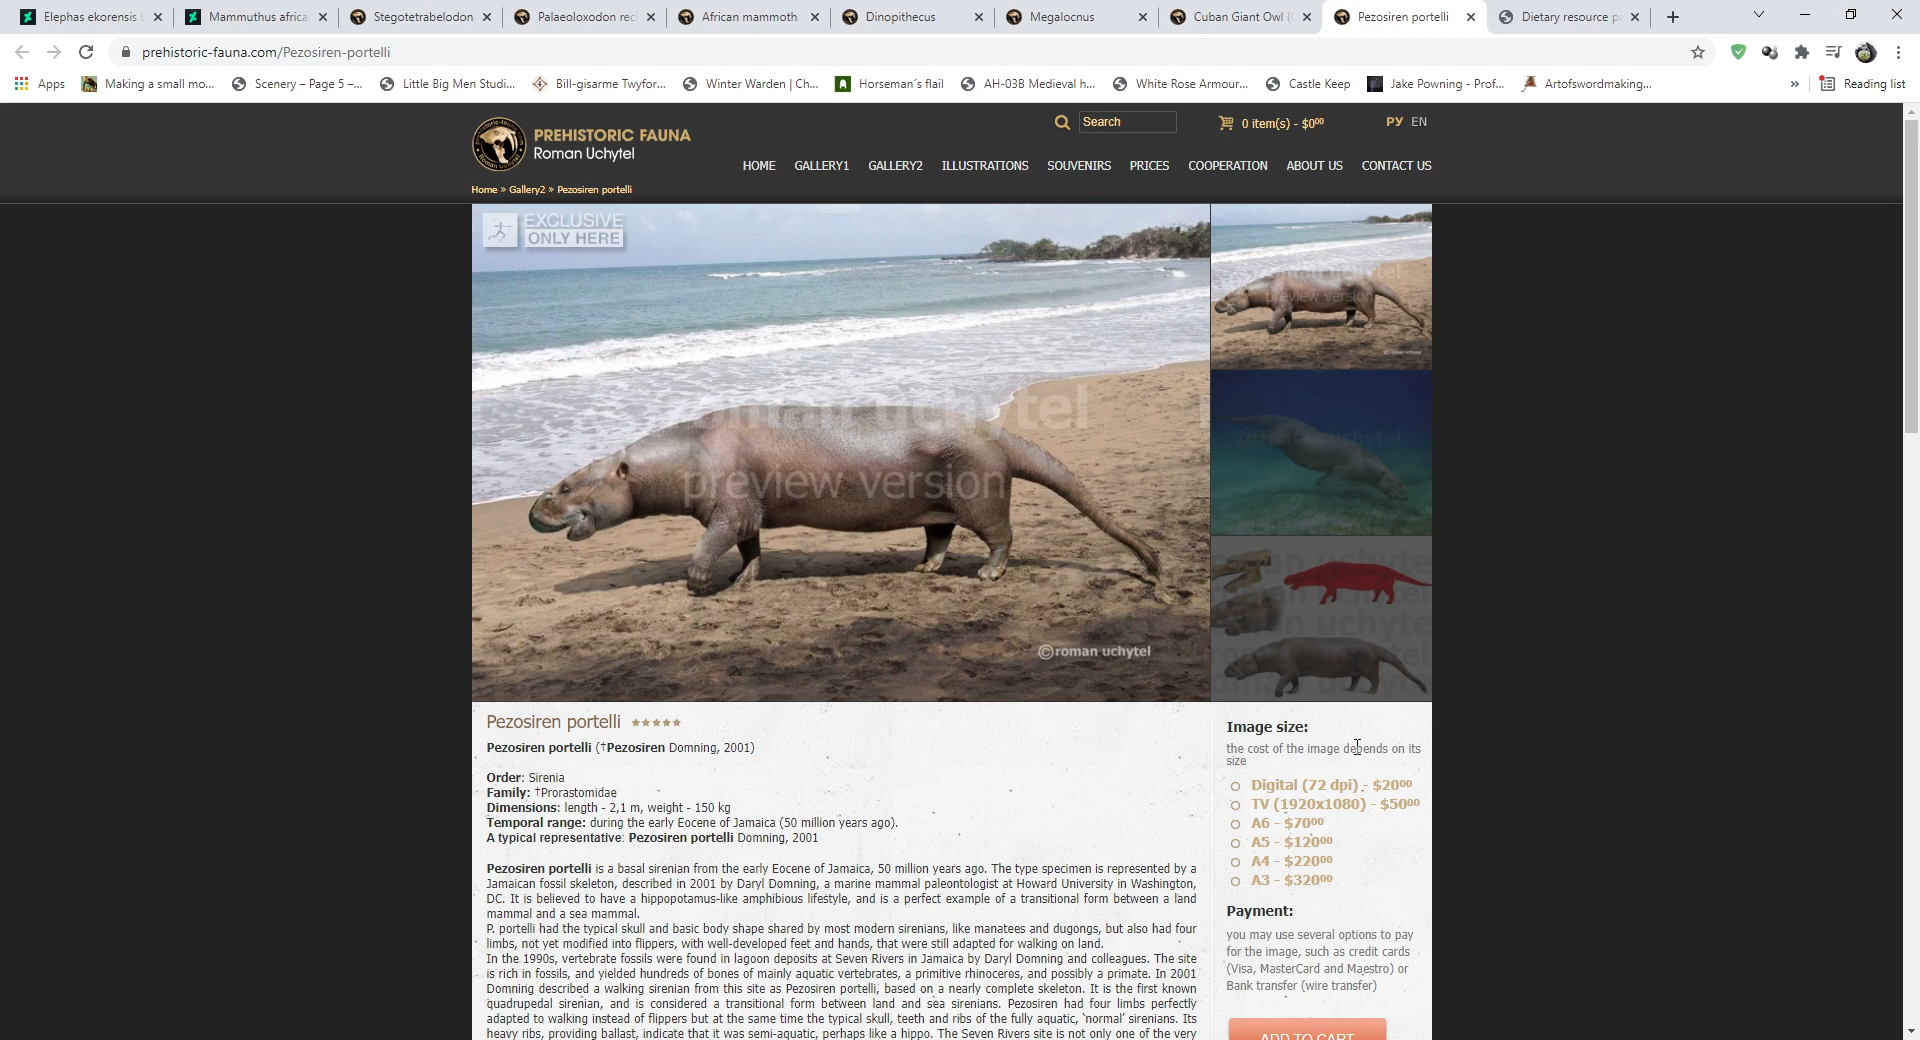 Elephas ekorensis
Mammuthus africa
Stegotetrabelodon
Palaeoloxodon rec
African mammoth
Dinopithecus
Megalocnus
Cuban Giant Owl (
Pezosiren portelli
Dietary resource p
prehistoric-fauna.com/Pezosiren-portelli
Apps
Making a small mo...
Scenery – Page 5 –...
Little Big Men Studi...
Bill-gisarme Twyfor...
Winter Warden | Ch...
Horseman´s flail
AH-03B Medieval h...
White Rose Armour...
Castle Keep
Jake Powning - Prof...
Artofswordmaking...
»
Reading list
PREHISTORIC FAUNA
Roman Uchytel
Search
0 item(s) - $0⁰⁰
РУ EN
HOME GALLERY1 GALLERY2 ILLUSTRATIONS SOUVENIRS PRICES COOPERATION ABOUT US CONTACT US
Home » Gallery2 » Pezosiren portelli
EXCLUSIVE
ONLY HERE
roman uchytel
preview version
©roman uchytel
Pezosiren portelli ★★★★★
Pezosiren portelli (†Pezosiren Domning, 2001)
Order: Sirenia
Family: †Prorastomidae
Dimensions: length - 2,1 m, weight - 150 kg
Temporal range: during the early Eocene of Jamaica (50 million years ago).
A typical representative: Pezosiren portelli Domning, 2001
Pezosiren portelli is a basal sirenian from the early Eocene of Jamaica, 50 million years ago. The type specimen is represented by a
Jamaican fossil skeleton, described in 2001 by Daryl Domning, a marine mammal paleontologist at Howard University in Washington,
DC. It is believed to have a hippopotamus-like amphibious lifestyle, and is a perfect example of a transitional form between a land
mammal and a sea mammal.
P. portelli had the typical skull and basic body shape shared by most modern sirenians, like manatees and dugongs, but also had four
limbs, not yet modified into flippers, with well-developed feet and hands, that were still adapted for walking on land.
In the 1990s, vertebrate fossils were found in lagoon deposits at Seven Rivers in Jamaica by Daryl Domning and colleagues. The site
is rich in fossils, and yielded hundreds of bones of mainly aquatic vertebrates, a primitive rhinoceros, and possibly a primate. In 2001
Domning described a walking sirenian from this site as Pezosiren portelli, based on a nearly complete skeleton. It is the first known
quadrupedal sirenian, and is considered a transitional form between land and sea sirenians. Pezosiren had four limbs perfectly
adapted to walking instead of flippers but at the same time the typical skull, teeth and ribs of the fully aquatic, 'normal' sirenians. Its
heavy ribs, providing ballast, indicate that it was semi-aquatic, perhaps like a hippo. The Seven Rivers site is not only one of the very
Image size:
the cost of the image depends on its
size
Digital (72 dpi) - $20⁰⁰
TV (1920x1080) - $50⁰⁰
A6 - $70⁰⁰
A5 - $120⁰⁰
A4 - $220⁰⁰
A3 - $320⁰⁰
Payment:
you may use several options to pay
for the image, such as credit cards
(Visa, MasterCard and Maestro) or
Bank transfer (wire transfer)
ADD TO CART